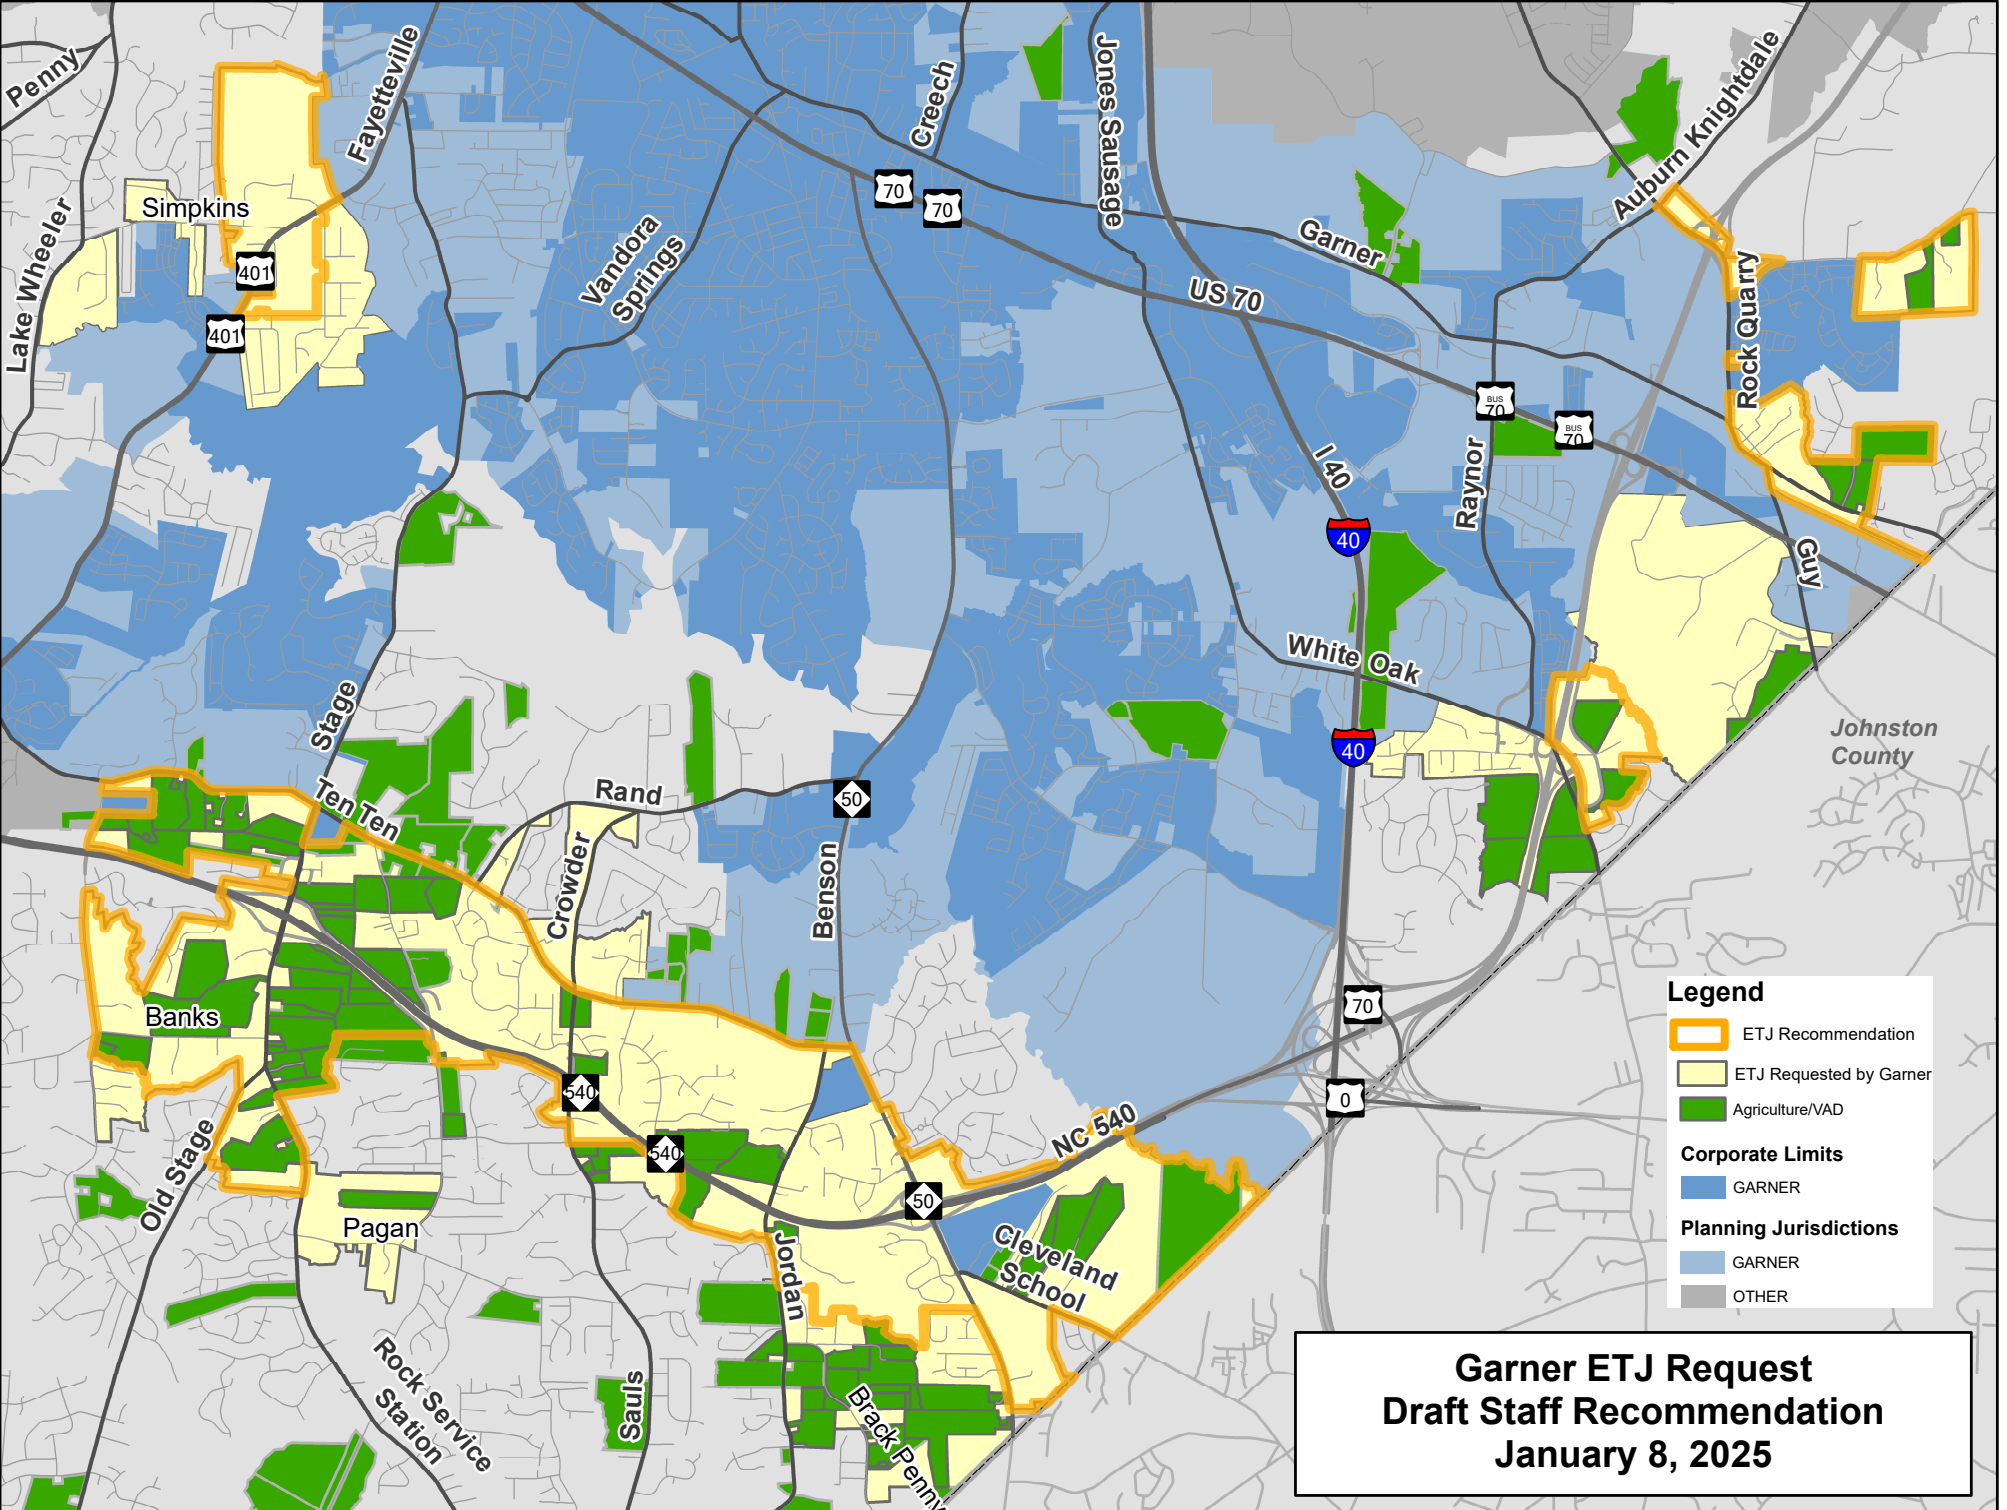 Penny
Fayetteville
Creech
Jones Sausage
Auburn Knightdale
Simpkins
Lake Wheeler
401
401
Vandora
Springs
70
70
Garner
US 70
Rock Quarry
BUS
70
BUS
70
I 40
40
Raynor
Guy
White Oak
40
Johnston
County
Stage
Ten Ten
Rand
50
Crowder
Benson
Banks
70
0
540
540
NC 540
50
Old Stage
Pagan
Jordan
Cleveland
School
Rock Service
Station
Sauls
Brack Penny
Legend
ETJ Recommendation
ETJ Requested by Garner
Agriculture/VAD
Corporate Limits
GARNER
Planning Jurisdictions
GARNER
OTHER
Garner ETJ Request
Draft Staff Recommendation
January 8, 2025